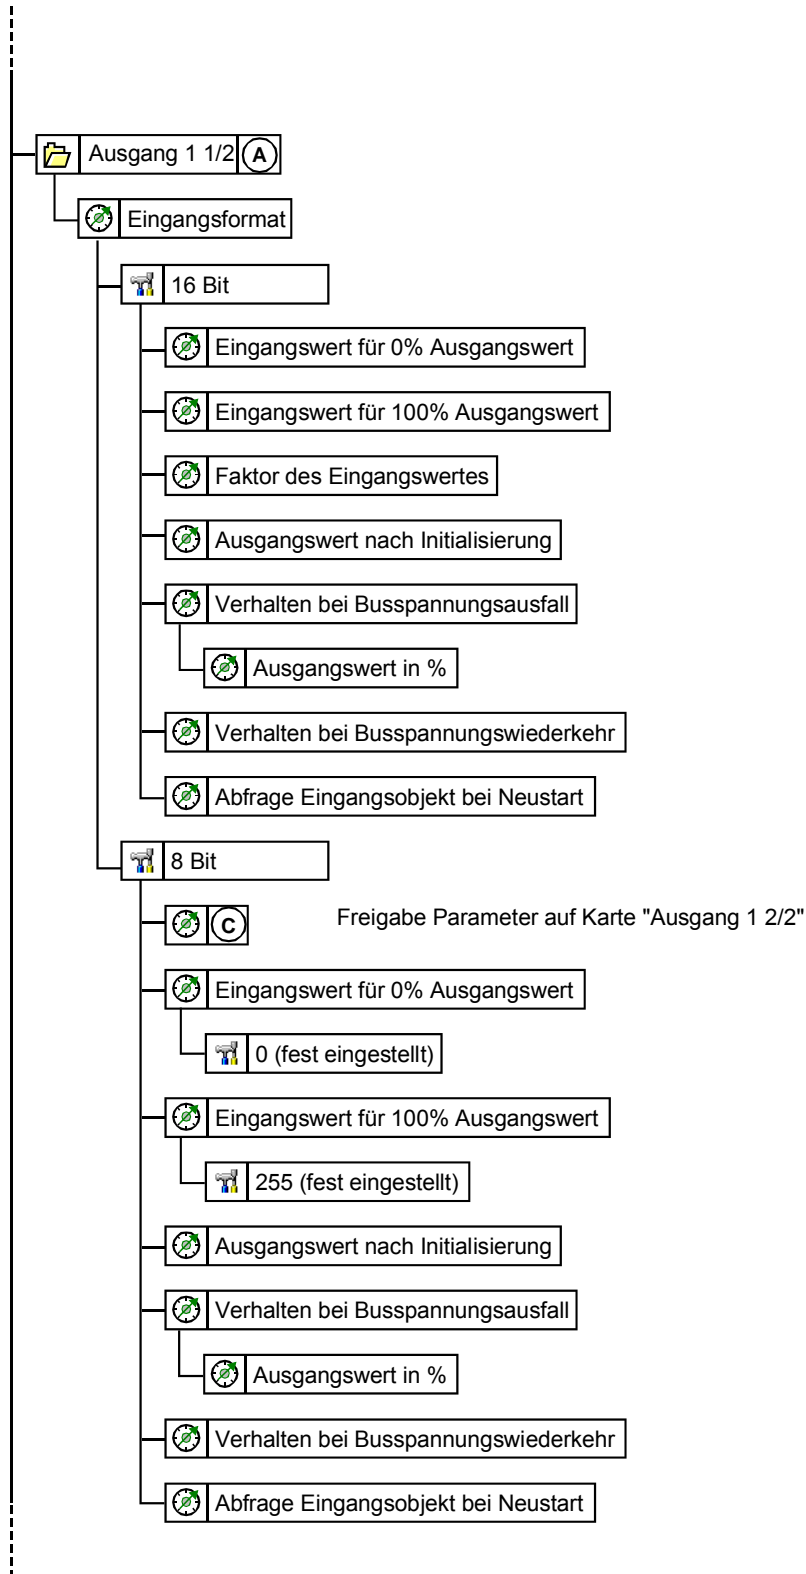 Ausgang 1 1/2 A
Eingangsformat
16 Bit
Eingangswert für 0% Ausgangswert
Eingangswert für 100% Ausgangswert
Faktor des Eingangswertes
Ausgangswert nach Initialisierung
Verhalten bei Busspannungsausfall
Ausgangswert in %
Verhalten bei Busspannungswiederkehr
Abfrage Eingangsobjekt bei Neustart
8 Bit
C Freigabe Parameter auf Karte "Ausgang 1 2/2"
Eingangswert für 0% Ausgangswert
0 (fest eingestellt)
Eingangswert für 100% Ausgangswert
255 (fest eingestellt)
Ausgangswert nach Initialisierung
Verhalten bei Busspannungsausfall
Ausgangswert in %
Verhalten bei Busspannungswiederkehr
Abfrage Eingangsobjekt bei Neustart